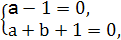 a − 1 = 0,
a + b + 1 = 0,